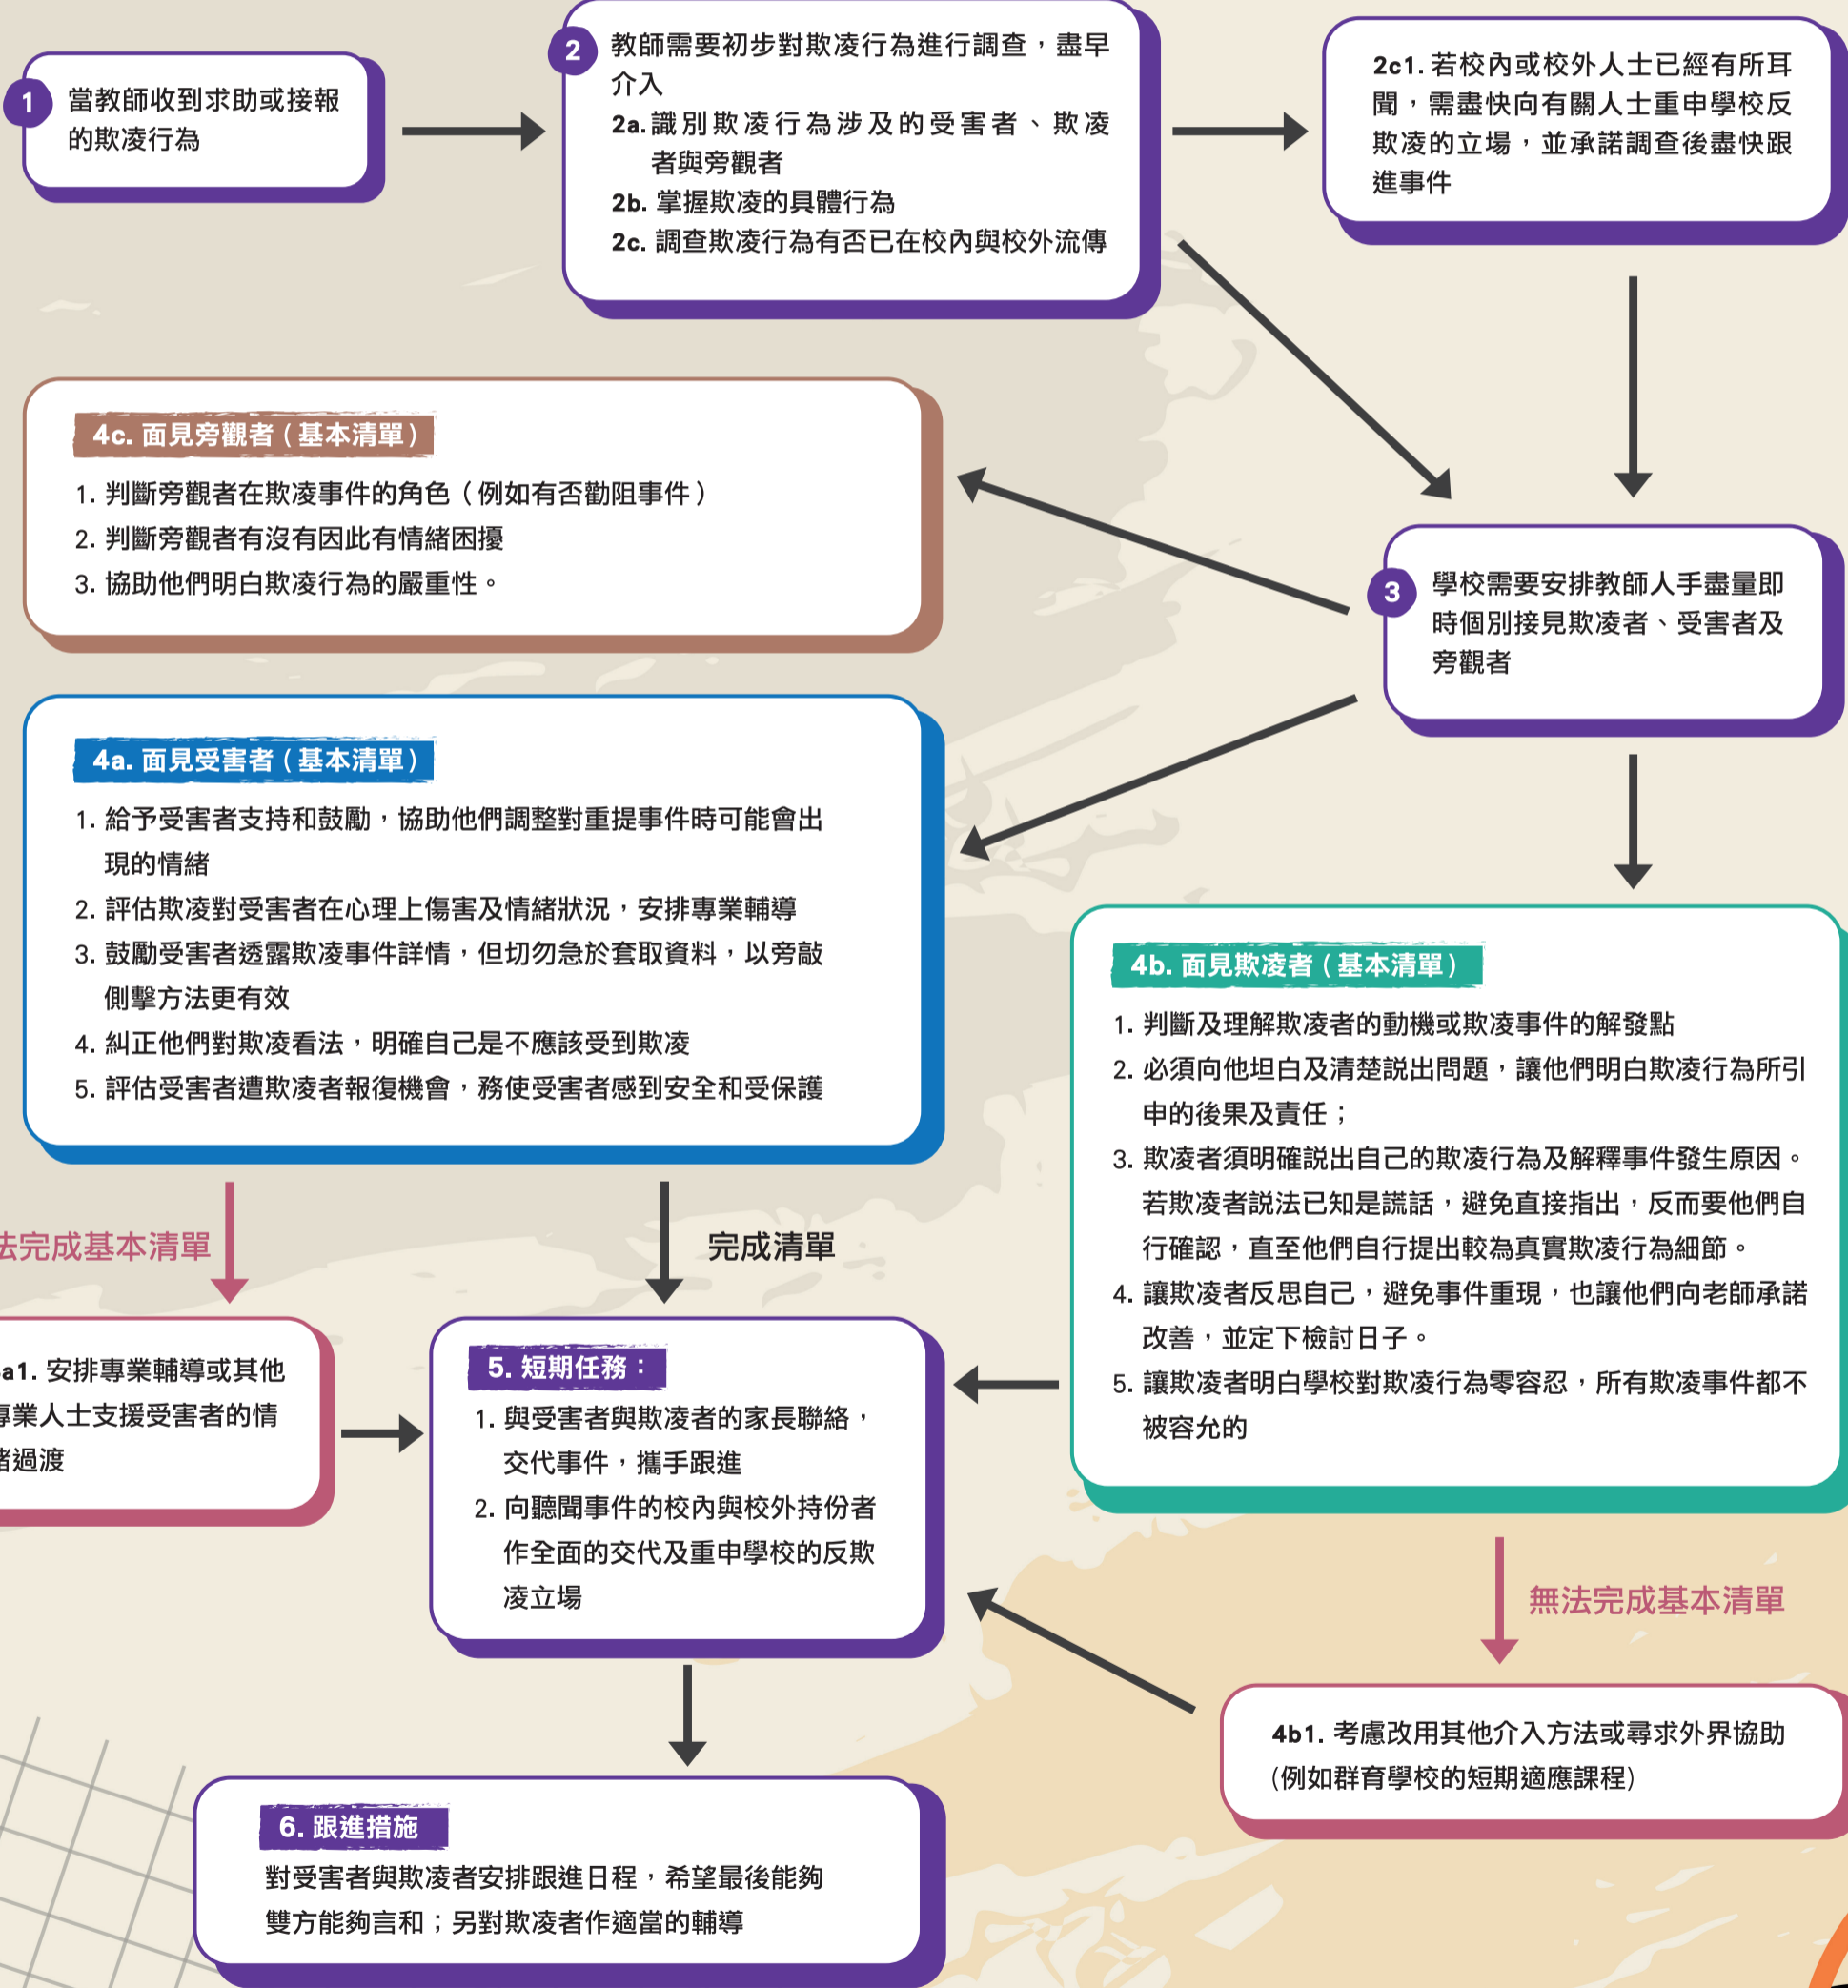 1
當教師收到求助或接報
的欺凌行為
2
教師需要初步對欺凌行為進行調查，盡早
介入
2a. 識別欺凌行為涉及的受害者、欺凌
者與旁觀者
2b. 掌握欺凌的具體行為
2c. 調查欺凌行為有否已在校內與校外流傳
2c1. 若校內或校外人士已經有所耳
聞，需盡快向有關人士重申學校反
欺凌的立場，並承諾調查後盡快跟
進事件
3
學校需要安排教師人手盡量即
時個別接見欺凌者、受害者及
旁觀者
4c. 面見旁觀者（基本清單）
1. 判斷旁觀者在欺凌事件的角色（例如有否勸阻事件）
2. 判斷旁觀者有沒有因此有情緒困擾
3. 協助他們明白欺凌行為的嚴重性。
4a. 面見受害者（基本清單）
1. 給予受害者支持和鼓勵，協助他們調整對重提事件時可能會出
現的情緒
2. 評估欺凌對受害者在心理上傷害及情緒狀況，安排專業輔導
3. 鼓勵受害者透露欺凌事件詳情，但切勿急於套取資料，以旁敲
側擊方法更有效
4. 糾正他們對欺凌看法，明確自己是不應該受到欺凌
5. 評估受害者遭欺凌者報復機會，務使受害者感到安全和受保護
4b. 面見欺凌者（基本清單）
1. 判斷及理解欺凌者的動機或欺凌事件的解發點
2. 必須向他坦白及清楚説出問題，讓他們明白欺凌行為所引
申的後果及責任；
3. 欺凌者須明確説出自己的欺凌行為及解釋事件發生原因。
若欺凌者説法已知是謊話，避免直接指出，反而要他們自
行確認，直至他們自行提出較為真實欺凌行為細節。
4. 讓欺凌者反思自己，避免事件重現，也讓他們向老師承諾
改善，並定下檢討日子。
5. 讓欺凌者明白學校對欺凌行為零容忍，所有欺凌事件都不
被容允的
法完成基本清單
完成清單
a1. 安排專業輔導或其他
專業人士支援受害者的情
緒過渡
5. 短期任務：
1. 與受害者與欺凌者的家長聯絡，
交代事件，攜手跟進
2. 向聽聞事件的校內與校外持份者
作全面的交代及重申學校的反欺
凌立場
無法完成基本清單
4b1. 考慮改用其他介入方法或尋求外界協助
(例如群育學校的短期適應課程)
6. 跟進措施
對受害者與欺凌者安排跟進日程，希望最後能夠
雙方能夠言和；另對欺凌者作適當的輔導